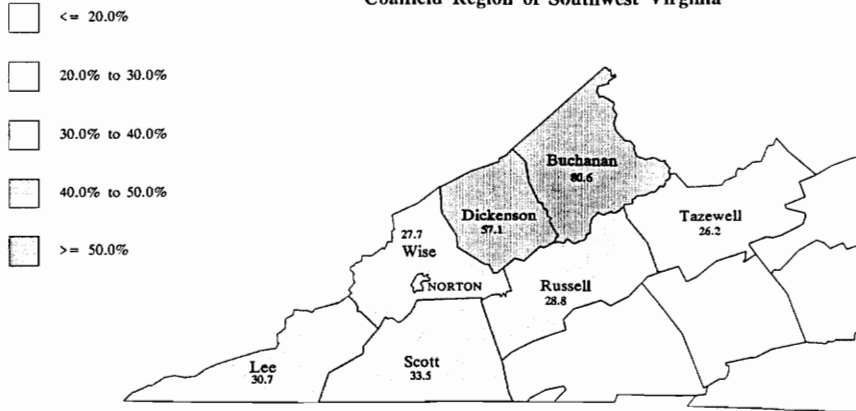 Coalfield Region of Southwest Virginia
<= 20.0%
20.0% to 30.0%
30.0% to 40.0%
40.0% to 50.0%
>= 50.0%
Buchanan
80.6
Dickenson
57.1
Tazewell
26.2
27.7
Wise
NORTON
Russell
28.8
Lee
30.7
Scott
33.5